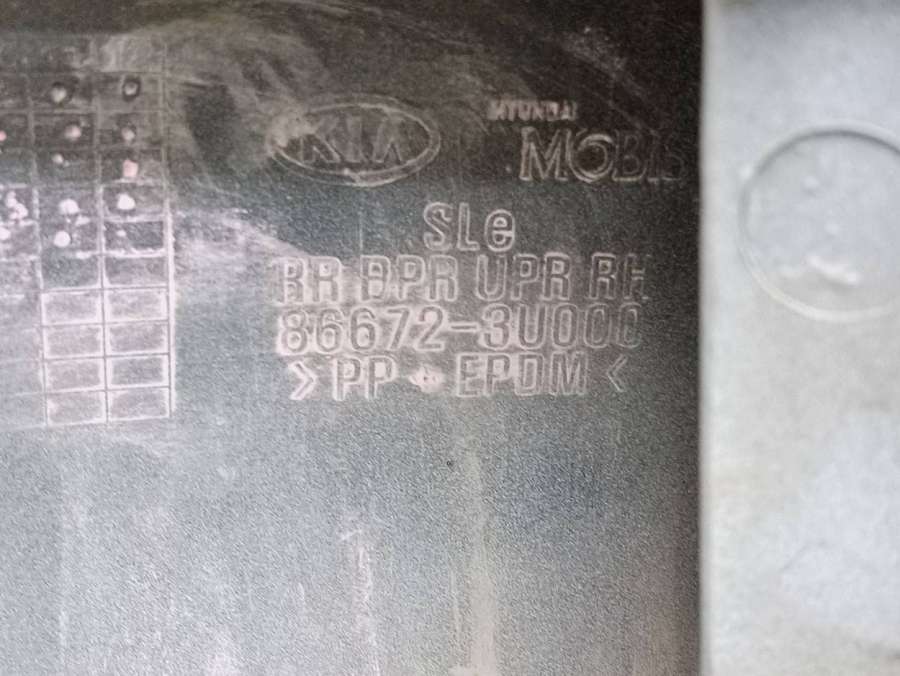 KIA
HYUNDAI
MOBIS
SLe
RR BPR UPR RH
86672-3U000
>PP+EPDM<